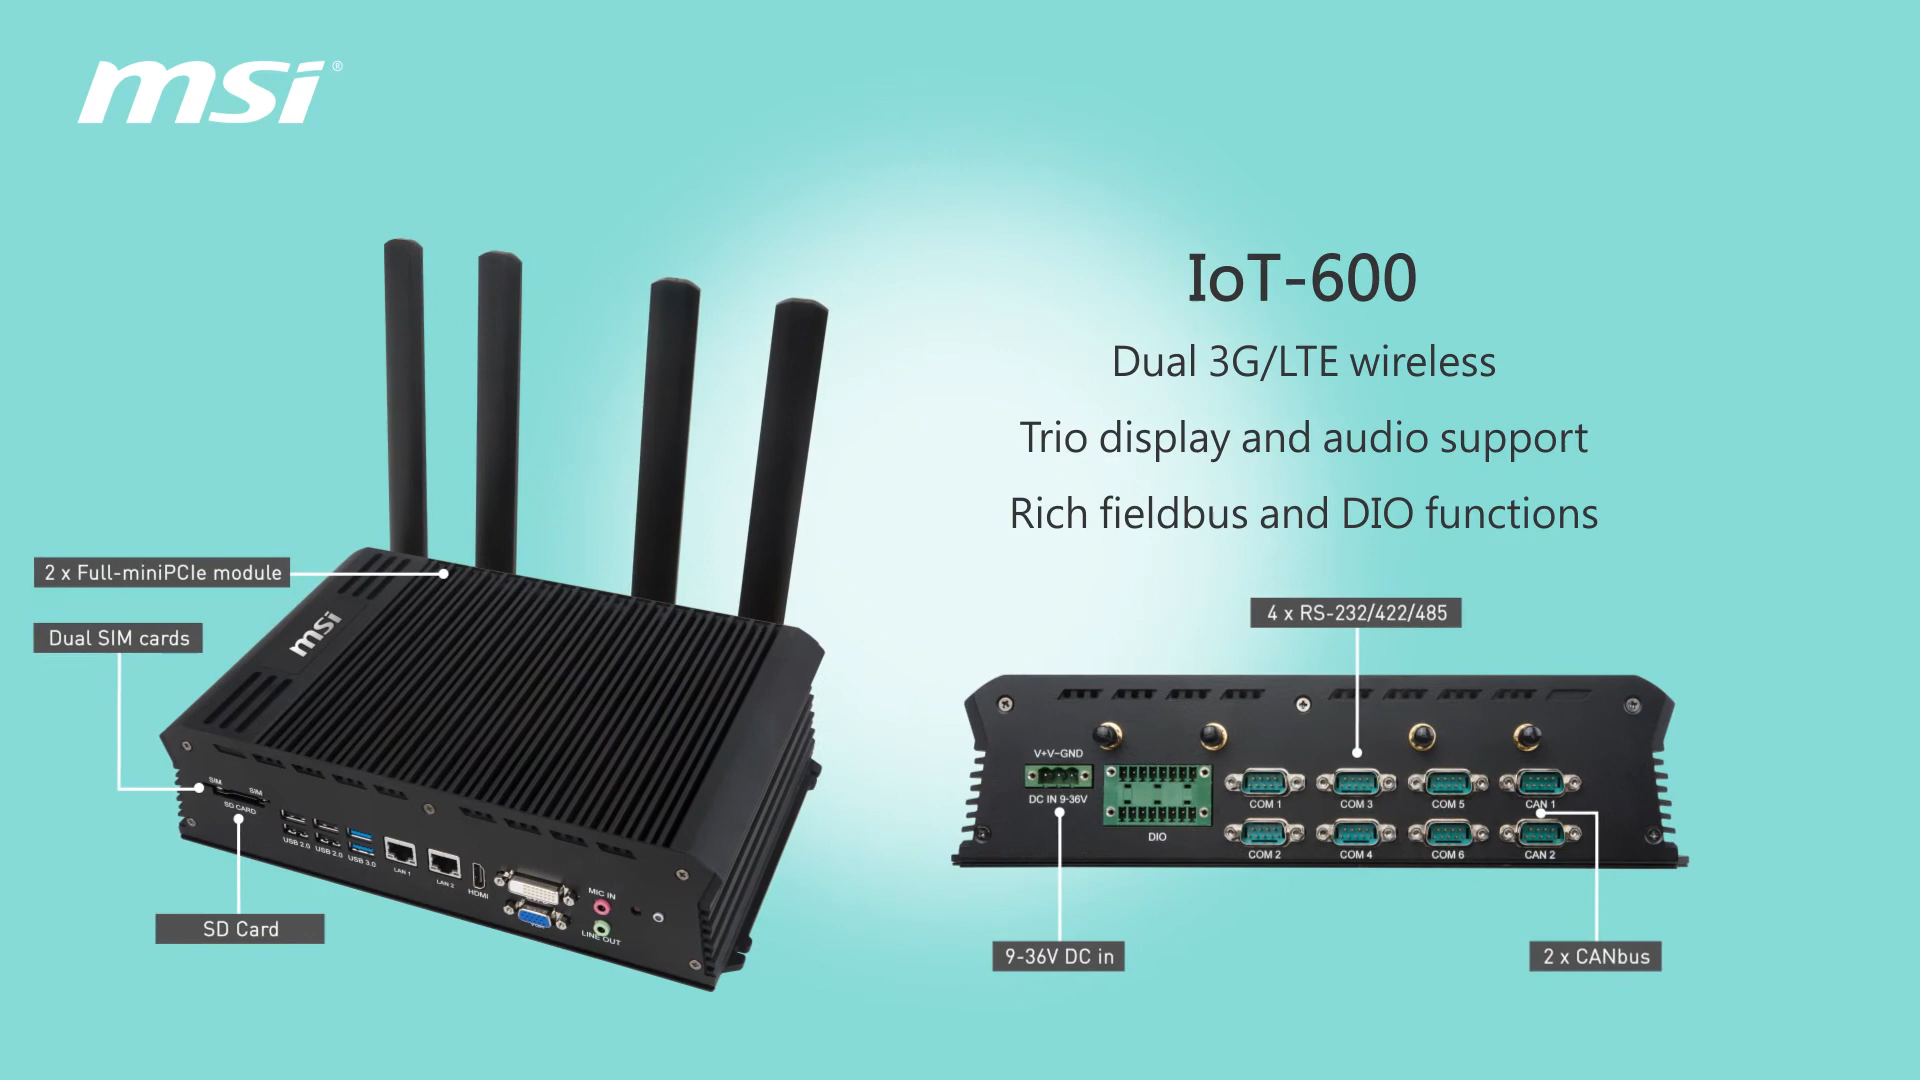 msi®
IoT-600
Dual 3G/LTE wireless
Trio display and audio support
Rich fieldbus and DIO functions
2 x Full-miniPCIe module
Dual SIM cards
SD Card
msi
SIM
SIM
SD CARD
USB 2.0
USB 2.0
USB 3.0
LAN 1
LAN 2
HDMI
MIC IN
LINE OUT
4 x RS-232/422/485
V+V-GND
DC IN 9-36V
DIO
COM 1
COM 3
COM 5
CAN 1
COM 2
COM 4
COM 6
CAN 2
9-36V DC in
2 x CANbus